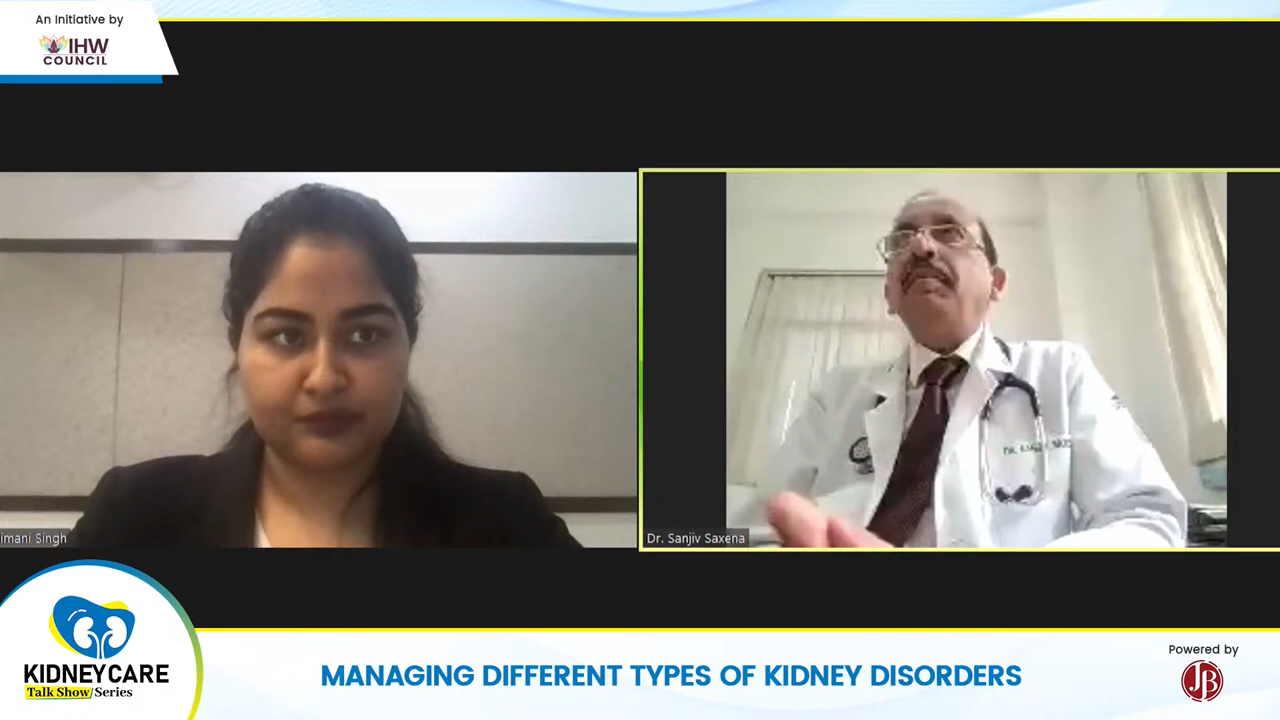 An Initiative by
IHW
COUNCIL
imani Singh
Dr. Sanjiv Saxena
KIDNEYCARE
Talk Show Series
MANAGING DIFFERENT TYPES OF KIDNEY DISORDERS
Powered by
JB